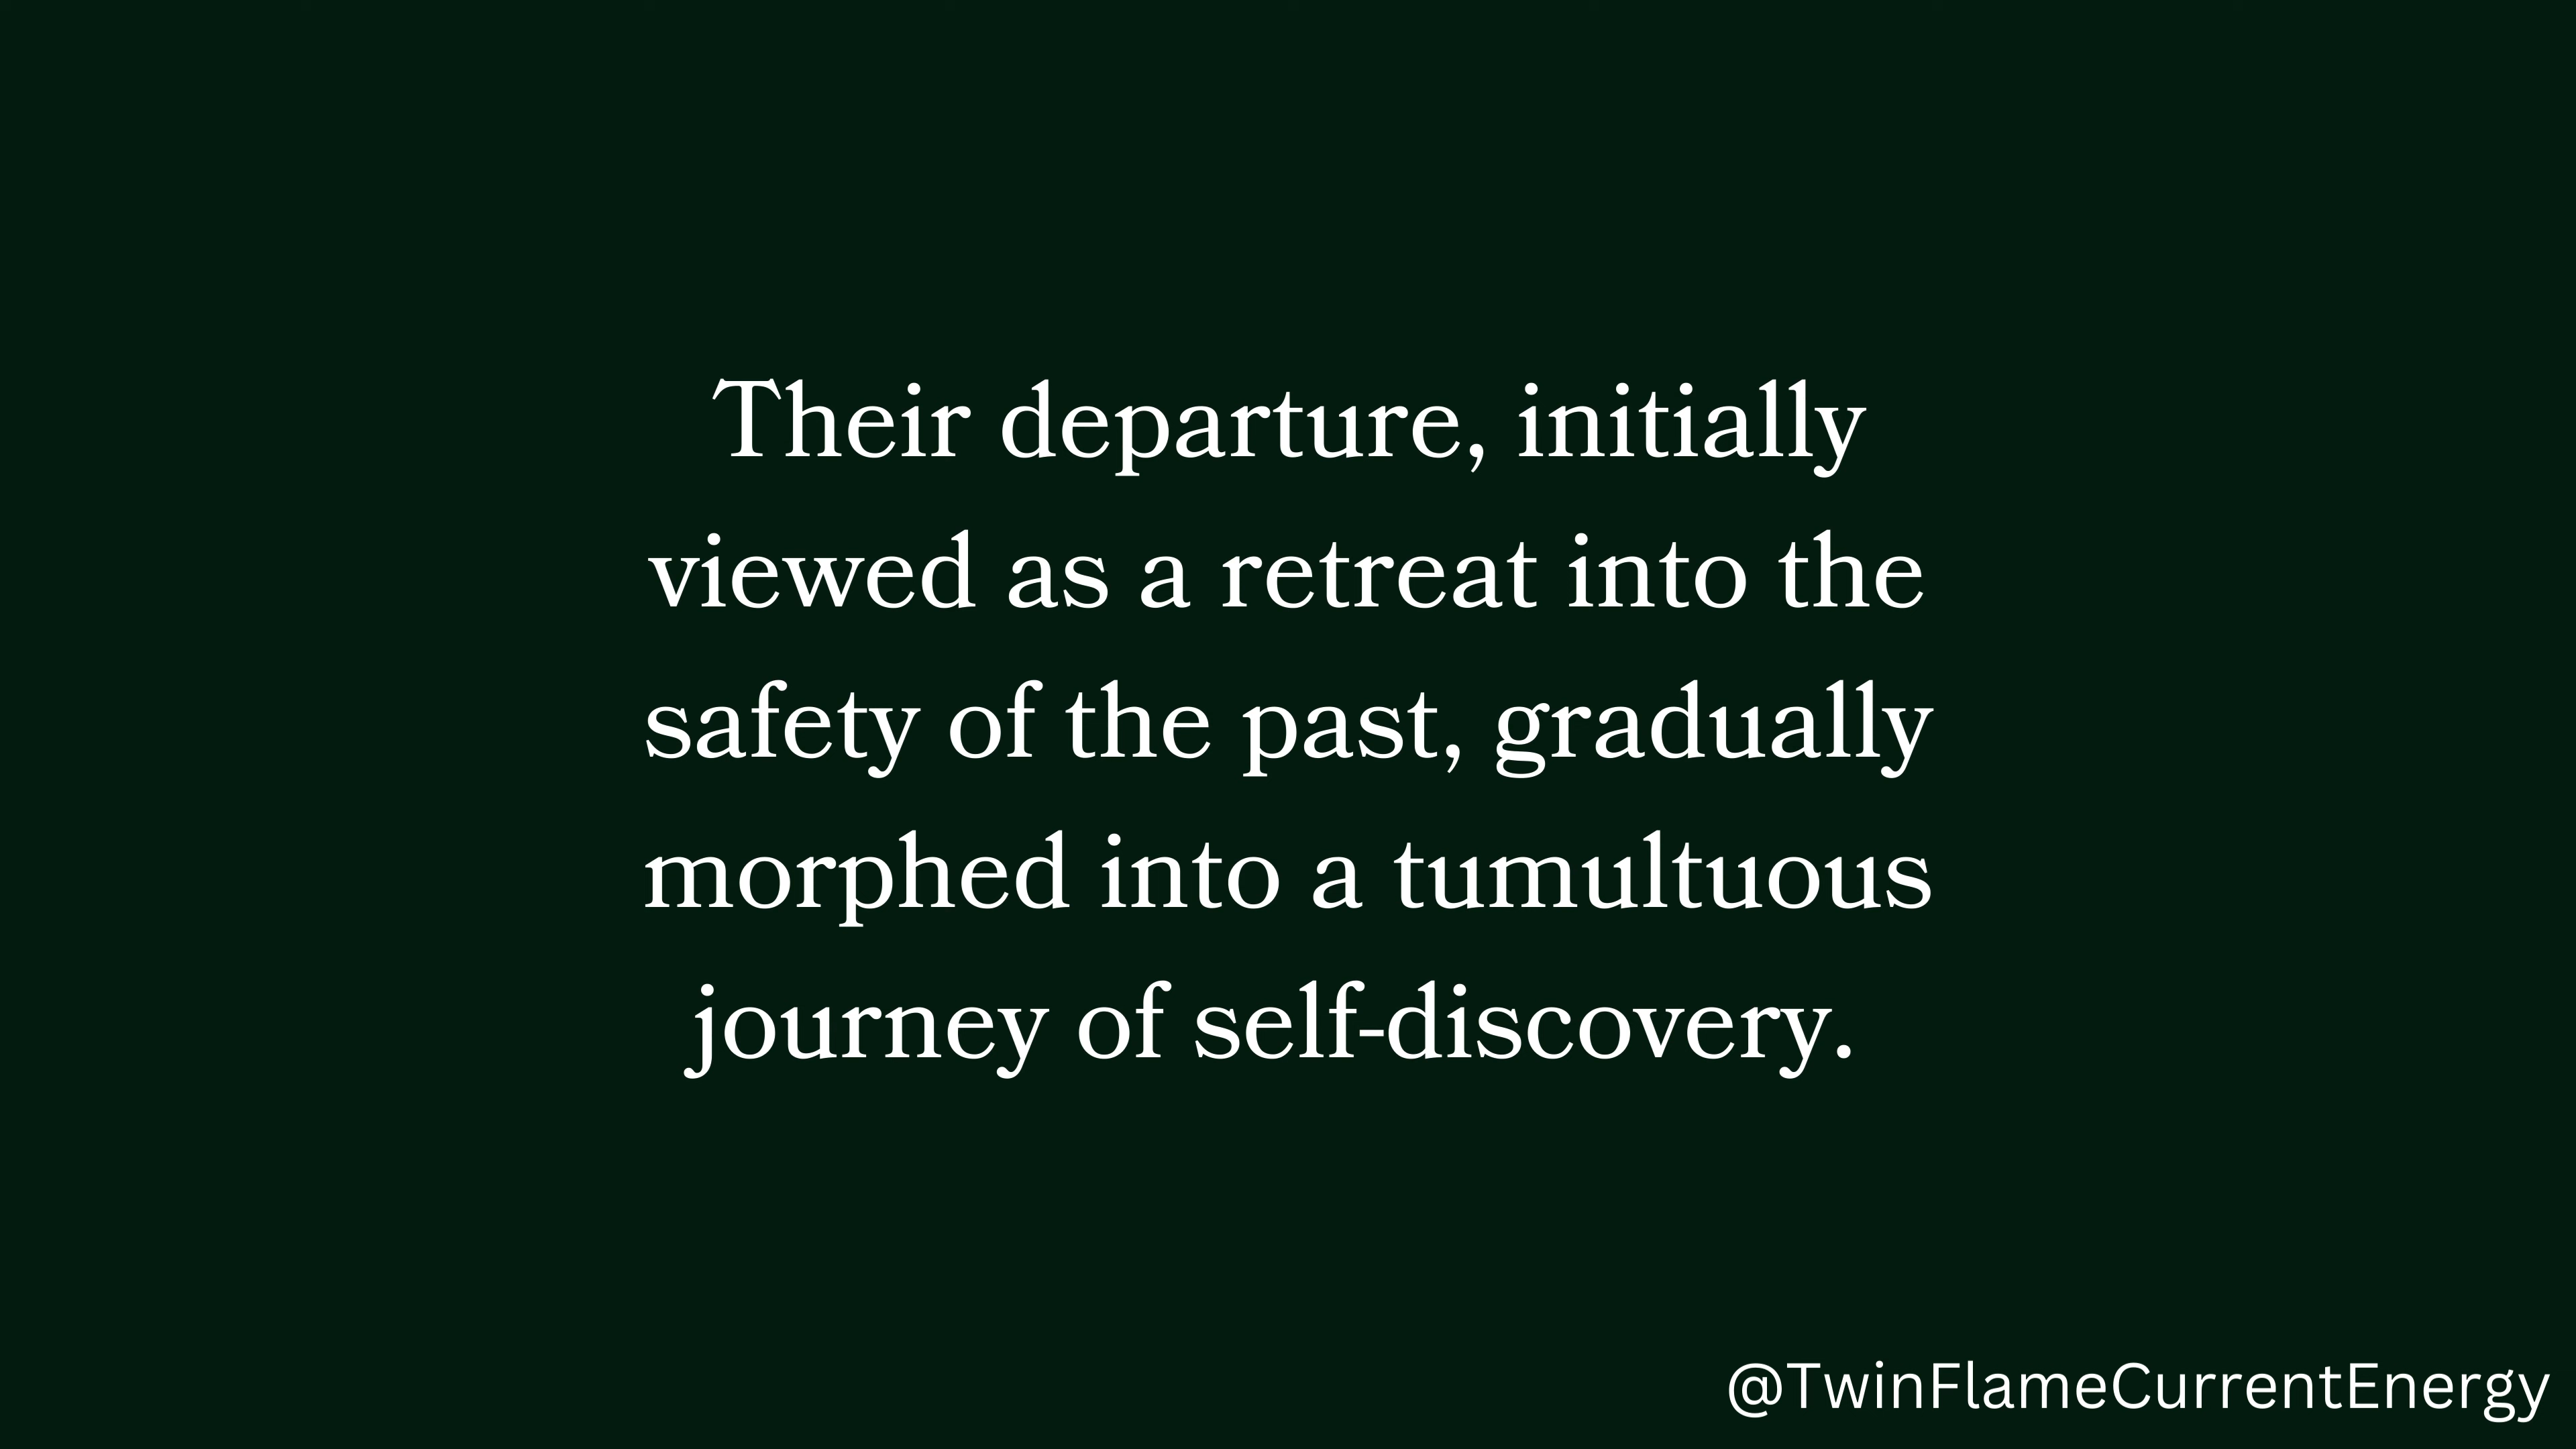 Their departure, initially
viewed as a retreat into the
safety of the past, gradually
morphed into a tumultuous
journey of self-discovery.
@TwinFlameCurrentEnergy